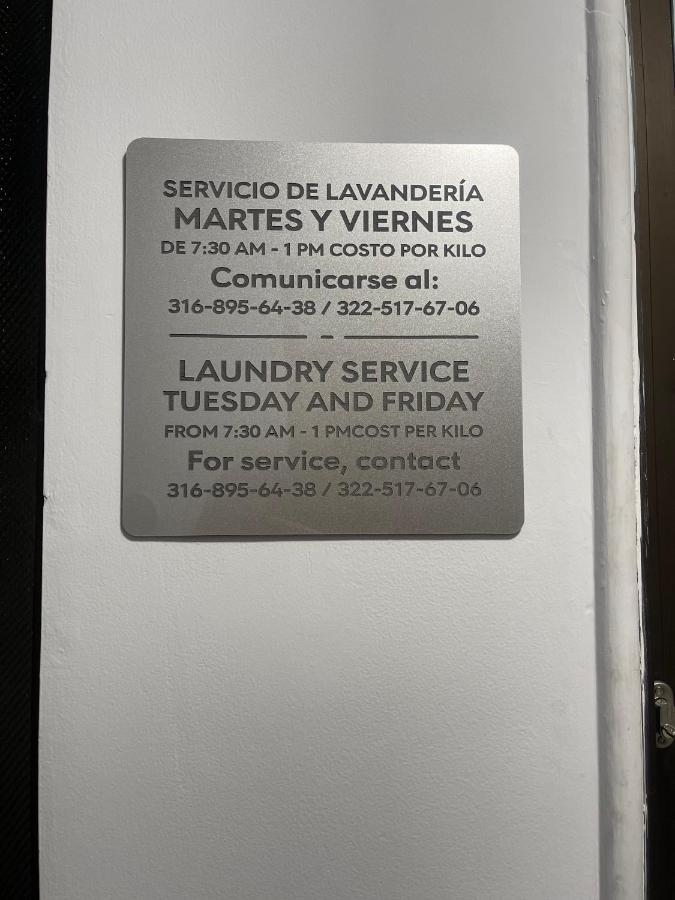 SERVICIO DE LAVANDERÍA
MARTES Y VIERNES
DE 7:30 AM - 1 PM COSTO POR KILO
Comunicarse al:
316-895-64-38 / 322-517-67-06
LAUNDRY SERVICE
TUESDAY AND FRIDAY
FROM 7:30 AM - 1 PMCOST PER KILO
For service, contact
316-895-64-38 / 322-517-67-06